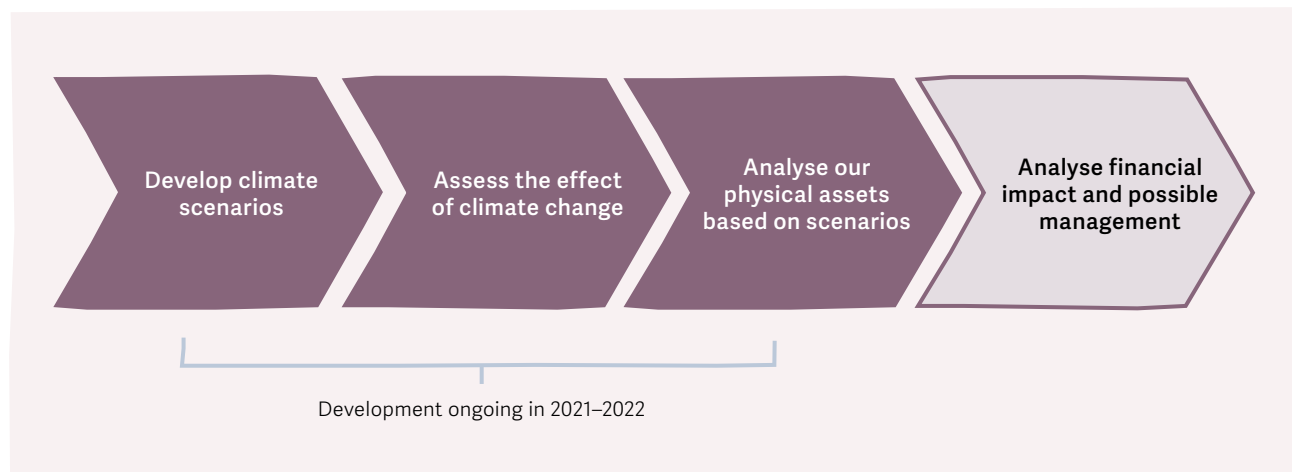 Develop climate
scenarios
Assess the effect
of climate change
Analyse our
physical assets
based on scenarios
Analyse financial
impact and possible
management
Development ongoing in 2021–2022